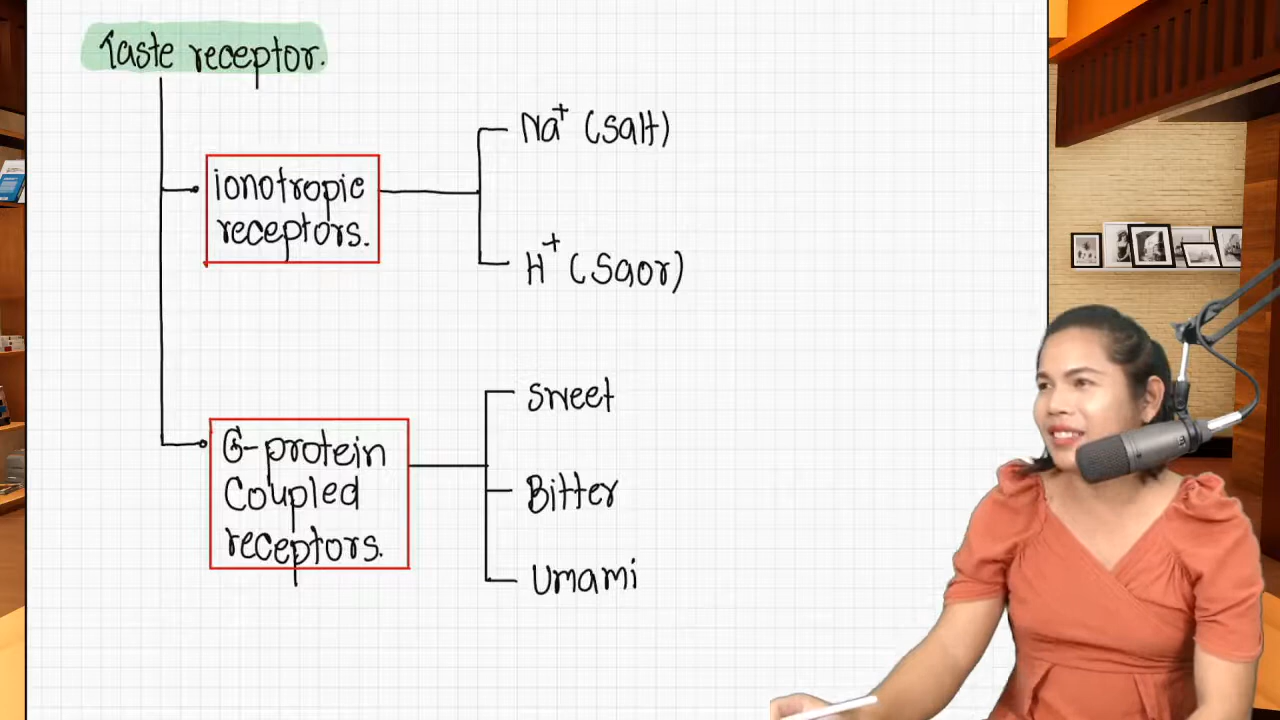 Taste receptor.
Na⁺ (Salt)
ionotropic
receptors.
H⁺ (Saor)
Sweet
G-protein
Coupled
receptors.
Bitter
Umami